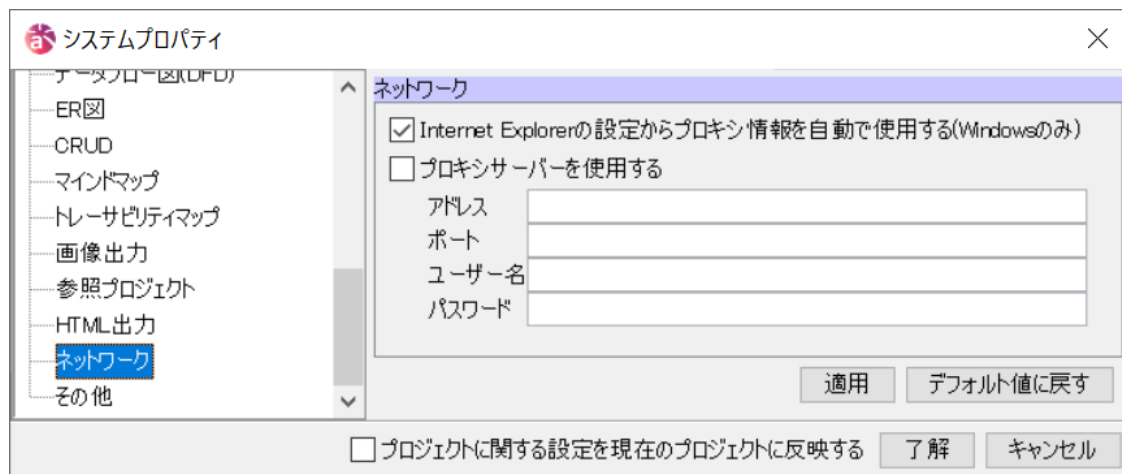 システムプロパティ
データフロー図(DFD)
ER図
CRUD
マインドマップ
トレーサビリティマップ
画像出力
参照プロジェクト
HTML出力
ネットワーク
その他
ネットワーク
Internet Explorerの設定からプロキシ情報を自動で使用する(Windowsのみ)
プロキシサーバーを使用する
アドレス
ポート
ユーザー名
パスワード
適用
デフォルト値に戻す
プロジェクトに関する設定を現在のプロジェクトに反映する
了解
キャンセル